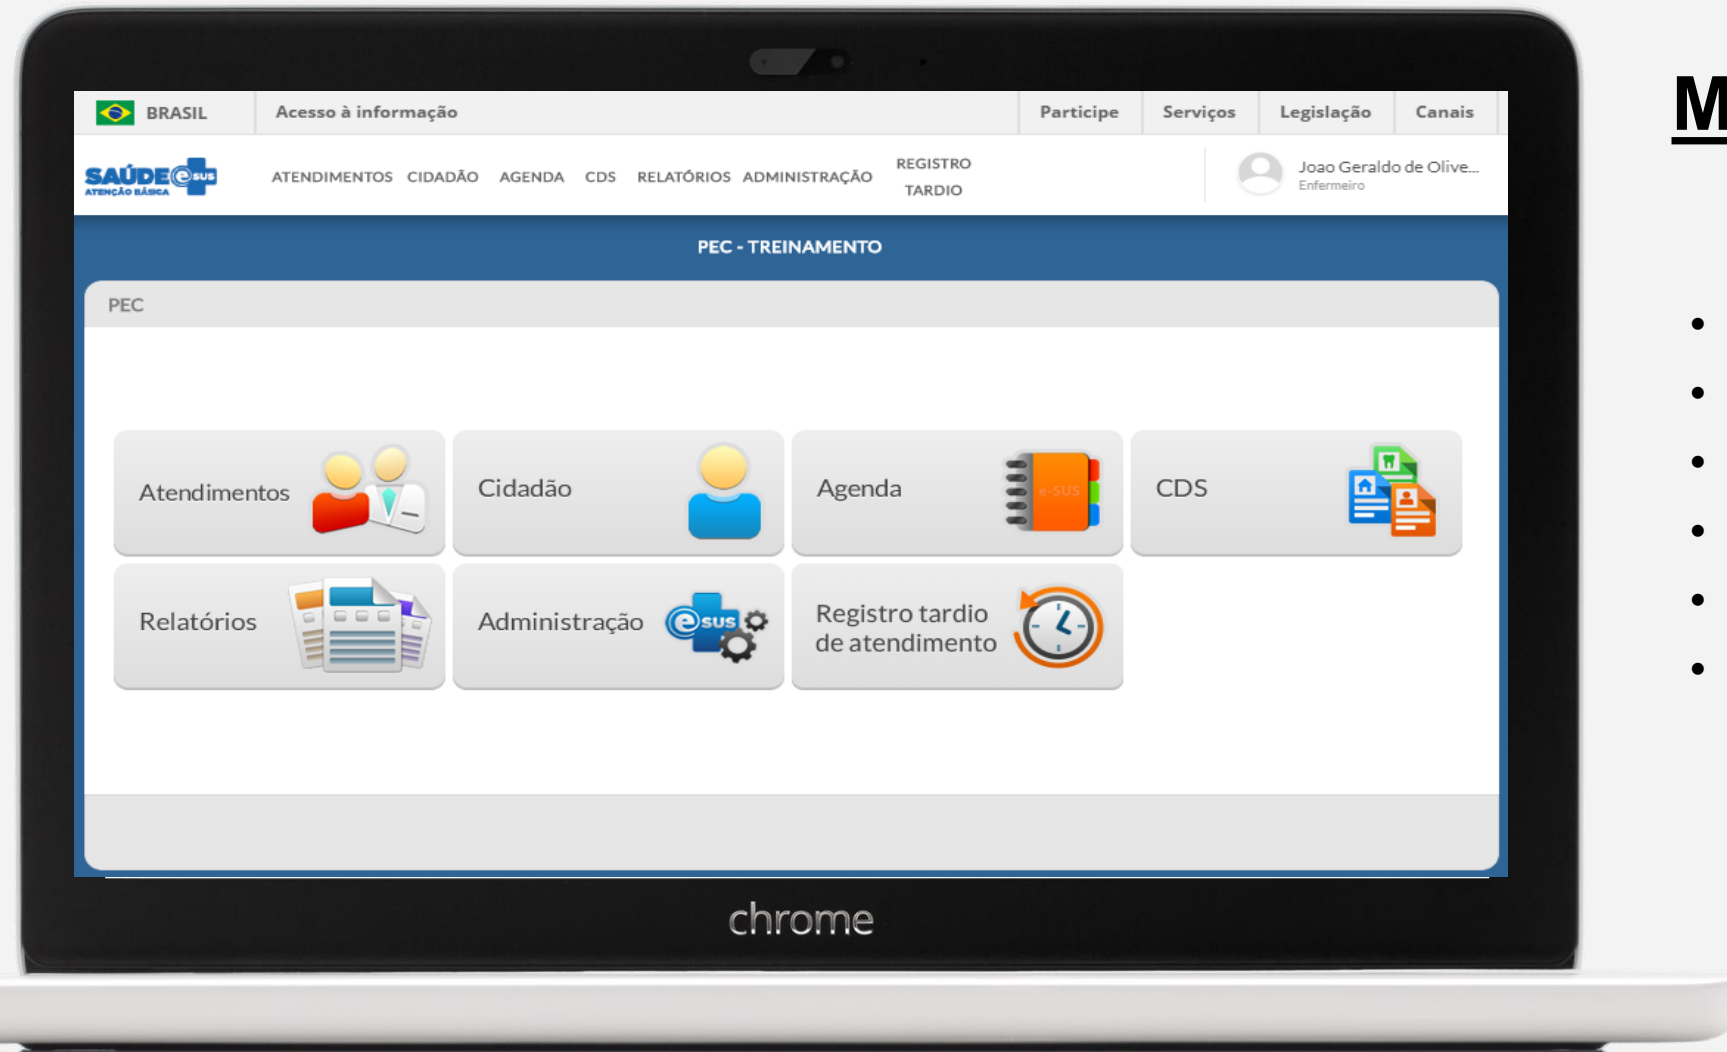 BRASIL Acesso à informação Participe Serviços Legislação Canais
SAÚDE e SUS
ATENÇÃO BÁSICA
ATENDIMENTOS CIDADÃO AGENDA CDS RELATÓRIOS ADMINISTRAÇÃO REGISTRO
TARDIO
Joao Geraldo de Olive...
Enfermeiro
PEC - TREINAMENTO
PEC
Atendimentos Cidadão Agenda e-SUS CDS
Relatórios Administração esus Registro tardio
de atendimento
chrome
M